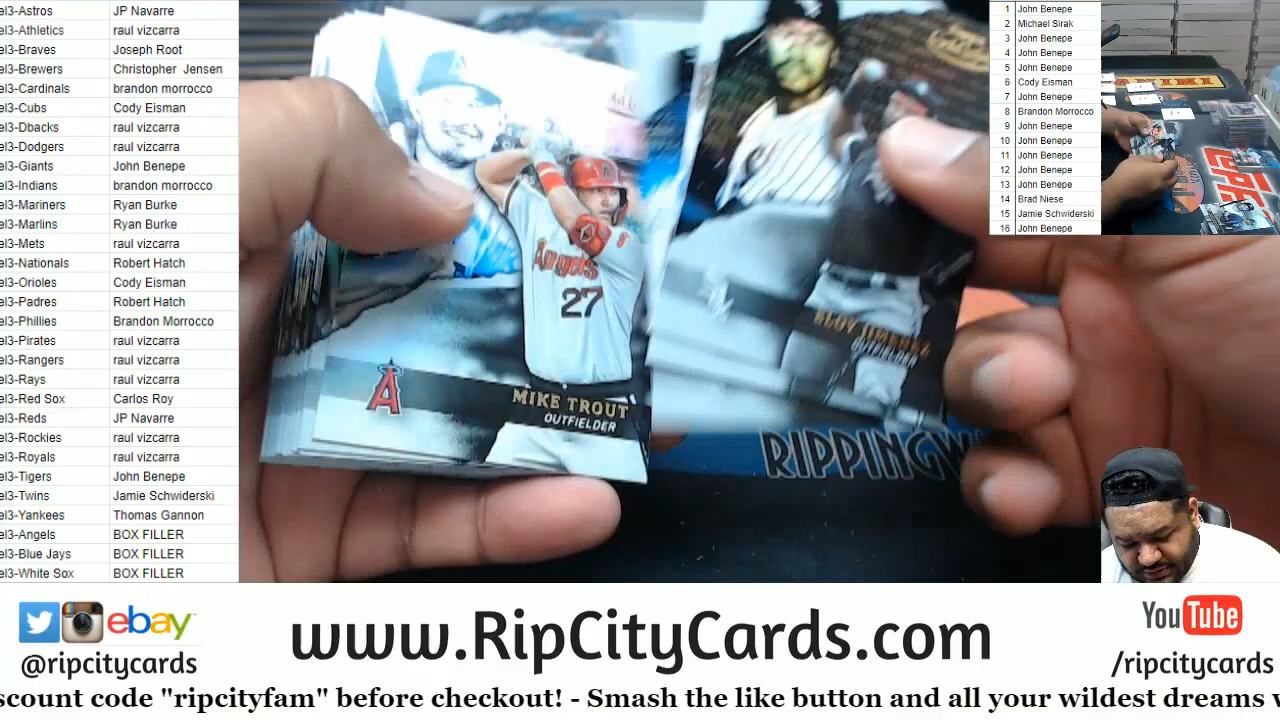 el3-Astros JP Navarre
el3-Athletics raul vizcarra
el3-Braves Joseph Root
el3-Brewers Christopher Jensen
el3-Cardinals brandon morrocco
el3-Cubs Cody Eisman
el3-Dbacks raul vizcarra
el3-Dodgers raul vizcarra
el3-Giants John Benepe
el3-Indians brandon morrocco
el3-Mariners Ryan Burke
el3-Marlins Ryan Burke
el3-Mets raul vizcarra
el3-Nationals Robert Hatch
el3-Orioles Cody Eisman
el3-Padres Robert Hatch
el3-Phillies Brandon Morrocco
el3-Pirates raul vizcarra
el3-Rangers raul vizcarra
el3-Rays raul vizcarra
el3-Red Sox Carlos Roy
el3-Reds JP Navarre
el3-Rockies raul vizcarra
el3-Royals raul vizcarra
el3-Tigers John Benepe
el3-Twins Jamie Schwiderski
el3-Yankees Thomas Gannon
el3-Angels BOX FILLER
el3-Blue Jays BOX FILLER
el3-White Sox BOX FILLER
Angels
27
A
MIKE TROUT
OUTFIELDER
ELOY JIMENEZ
OUTFIELDER
RIPPINGW
1 John Benepe
2 Michael Sirak
3 John Benepe
4 John Benepe
5 John Benepe
6 Cody Eisman
7 John Benepe
8 Brandon Morrocco
9 John Benepe
10 John Benepe
11 John Benepe
12 John Benepe
13 John Benepe
14 Brad Niese
15 Jamie Schwiderski
16 John Benepe
PANINI
ebay
@ripcitycards
www.RipCityCards.com
YouTube
/ripcitycards
scount code "ripcityfam" before checkout! - Smash the like button and all your wildest dreams w